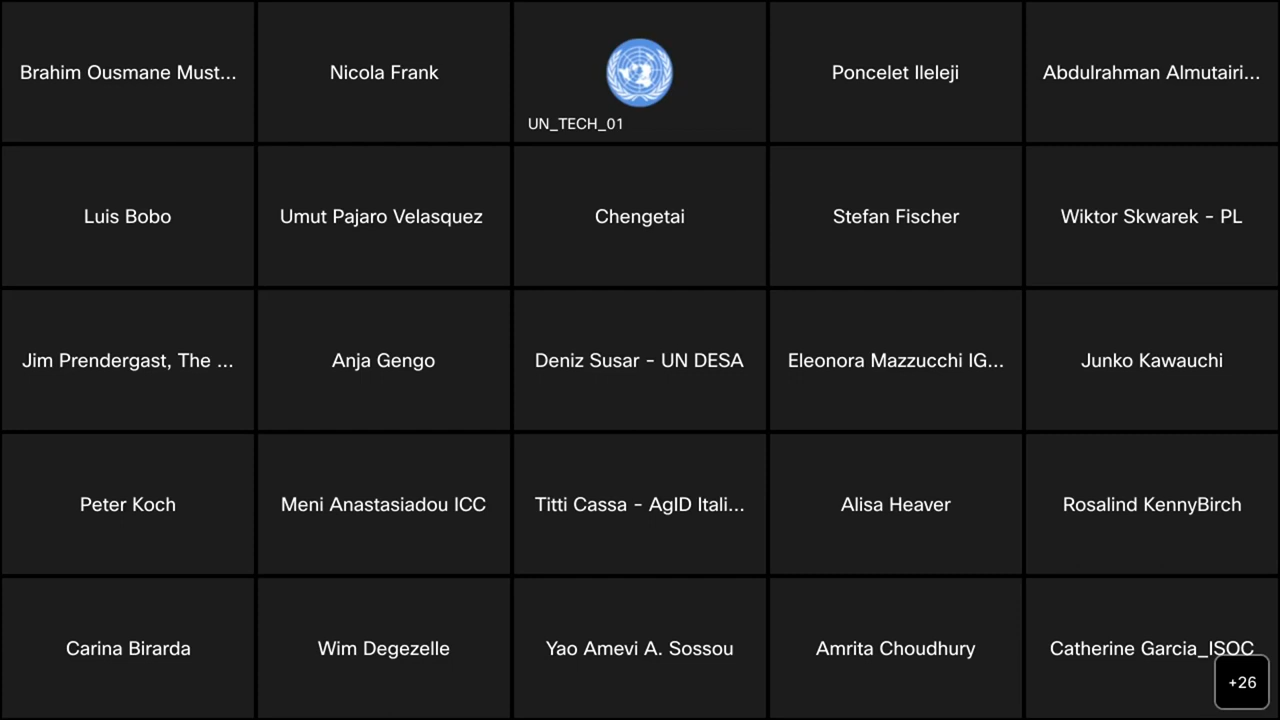 Brahim Ousmane Must...
Nicola Frank
UN_TECH_01
Poncelet Ileleji
Abdulrahman Almutairi...
Luis Bobo
Umut Pajaro Velasquez
Chengetai
Stefan Fischer
Wiktor Skwarek - PL
Jim Prendergast, The ...
Anja Gengo
Deniz Susar - UN DESA
Eleonora Mazzucchi IG...
Junko Kawauchi
Peter Koch
Meni Anastasiadou ICC
Titti Cassa - AgID Itali...
Alisa Heaver
Rosalind KennyBirch
Carina Birarda
Wim Degezelle
Yao Amevi A. Sossou
Amrita Choudhury
Catherine Garcia_ISOC
+26